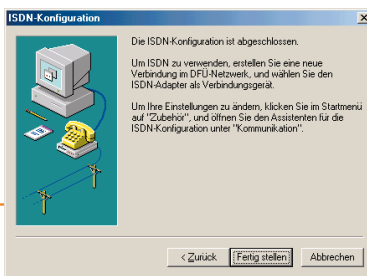 ISDN-Konfiguration
Die ISDN-Konfiguration ist abgeschlossen.
Um ISDN zu verwenden, erstellen Sie eine neue
Verbindung im DFÜ-Netzwerk, und wählen Sie den
ISDN-Adapter als Verbindungsgerät.
Um Ihre Einstellungen zu ändern, klicken Sie im Startmenü
auf "Zubehör", und öffnen Sie den Assistenten für die
ISDN-Konfiguration unter "Kommunikation".
< Zurück
Fertig stellen
Abbrechen